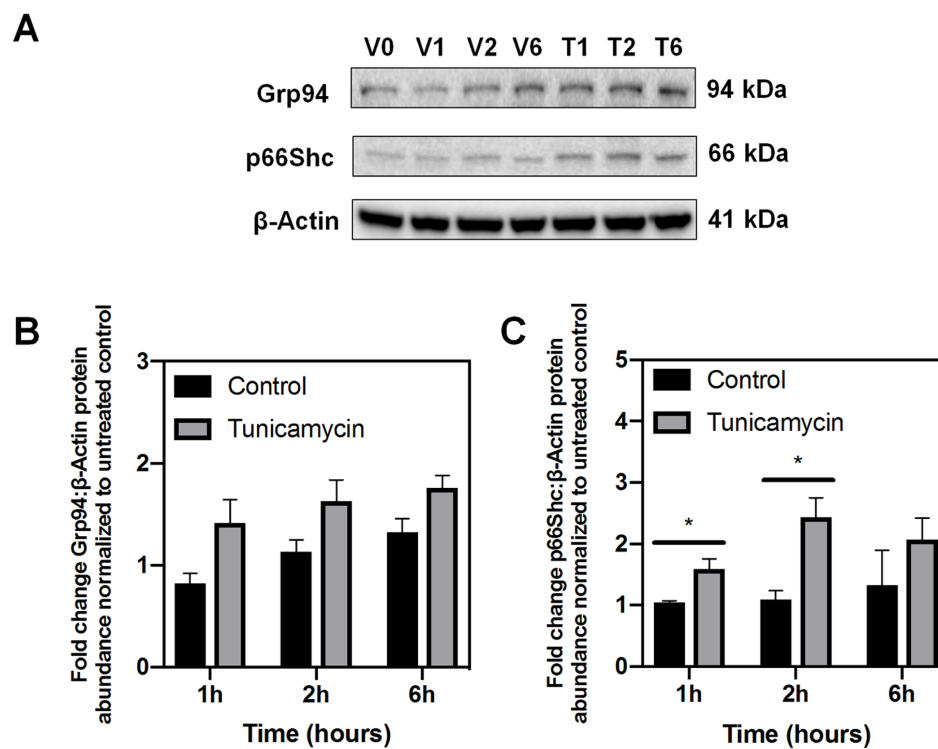 A
V0 V1 V2 V6 T1 T2 T6
Grp94 94 kDa
p66Shc 66 kDa
β-Actin 41 kDa
B
Fold change Grp94:β-Actin protein
abundance normalized to untreated control
3
2
1
0
Control
Tunicamycin
1h 2h 6h
Time (hours)
C
Fold change p66Shc:β-Actin protein
abundance normalized to untreated control
5
4
3
2
1
0
Control
Tunicamycin
*
*
1h 2h 6h
Time (hours)